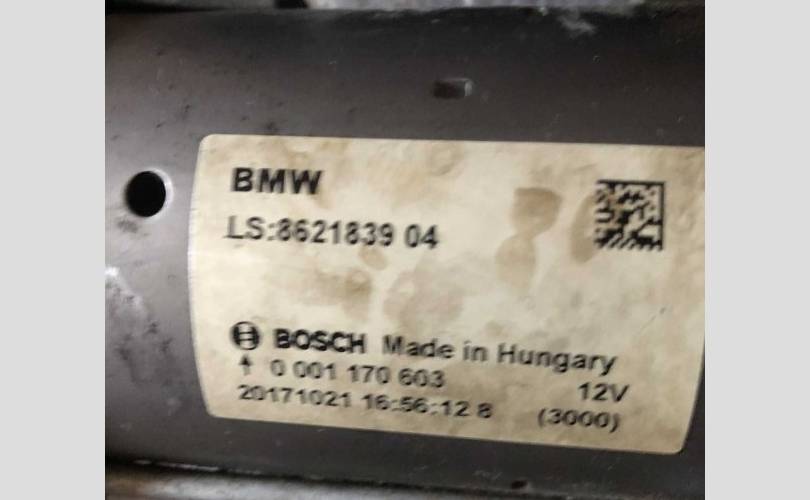 BMW
LS:8621839 04
BOSCH Made in Hungary
0 001 170 603 12V
20171021 16:56:12 8 (3000)